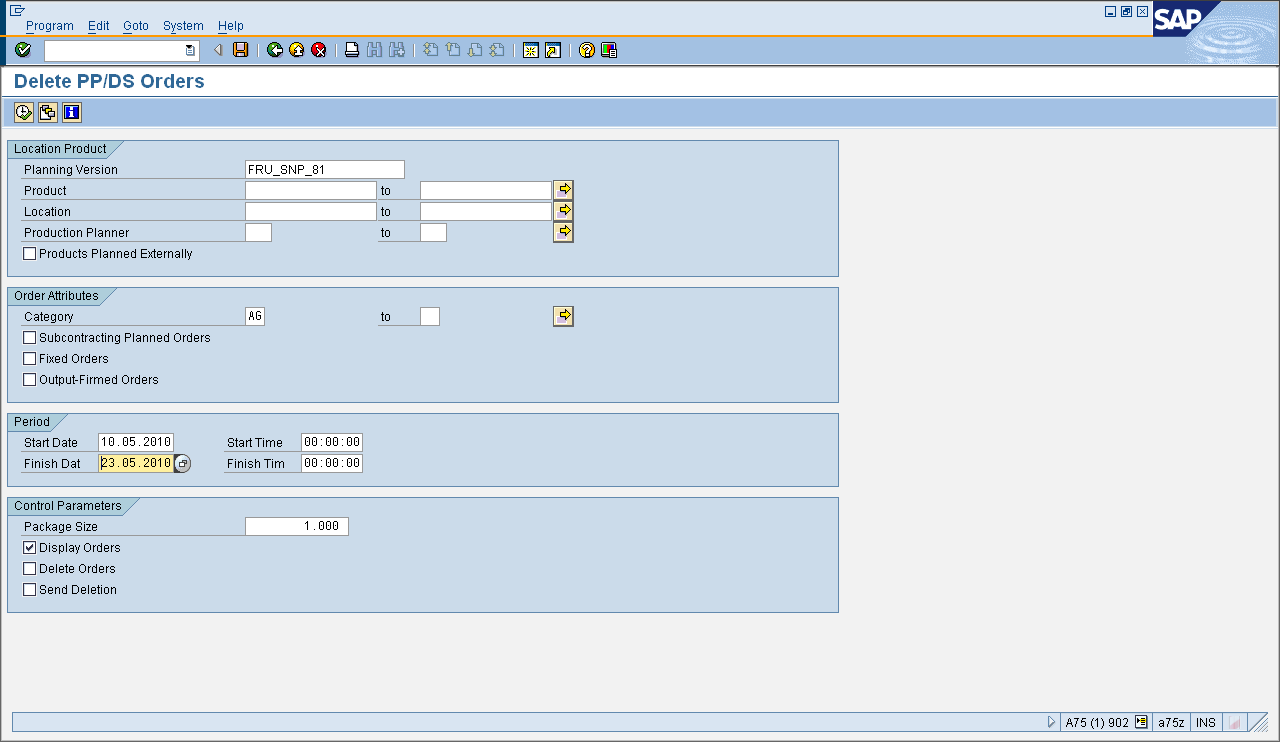 Program Edit Goto System Help
SAP
Delete PP/DS Orders
Location Product
Planning Version FRU_SNP_81
Product to
Location to
Production Planner to
Products Planned Externally
Order Attributes
Category AG to
Subcontracting Planned Orders
Fixed Orders
Output-Firmed Orders
Period
Start Date 10.05.2010 Start Time 00:00:00
Finish Dat 23.05.2010 Finish Tim 00:00:00
Control Parameters
Package Size 1.000
Display Orders
Delete Orders
Send Deletion
A75 (1) 902 a75z INS